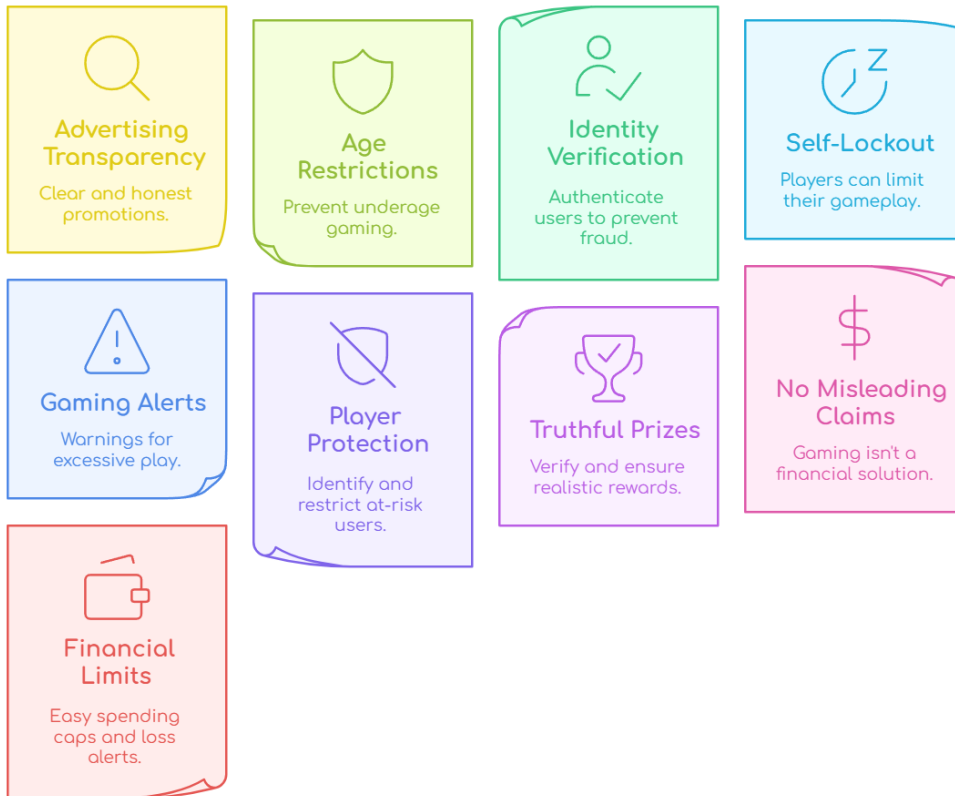 Advertising
Transparency
Clear and honest
promotions.
Age
Restrictions
Prevent underage
gaming.
Identity
Verification
Authenticate
users to prevent
fraud.
Self-Lockout
Players can limit
their gameplay.
Gaming Alerts
Warnings for
excessive play.
Player
Protection
Identify and
restrict at-risk
users.
Truthful Prizes
Verify and ensure
realistic rewards.
No Misleading
Claims
Gaming isn't a
financial solution.
Financial
Limits
Easy spending
caps and loss
alerts.